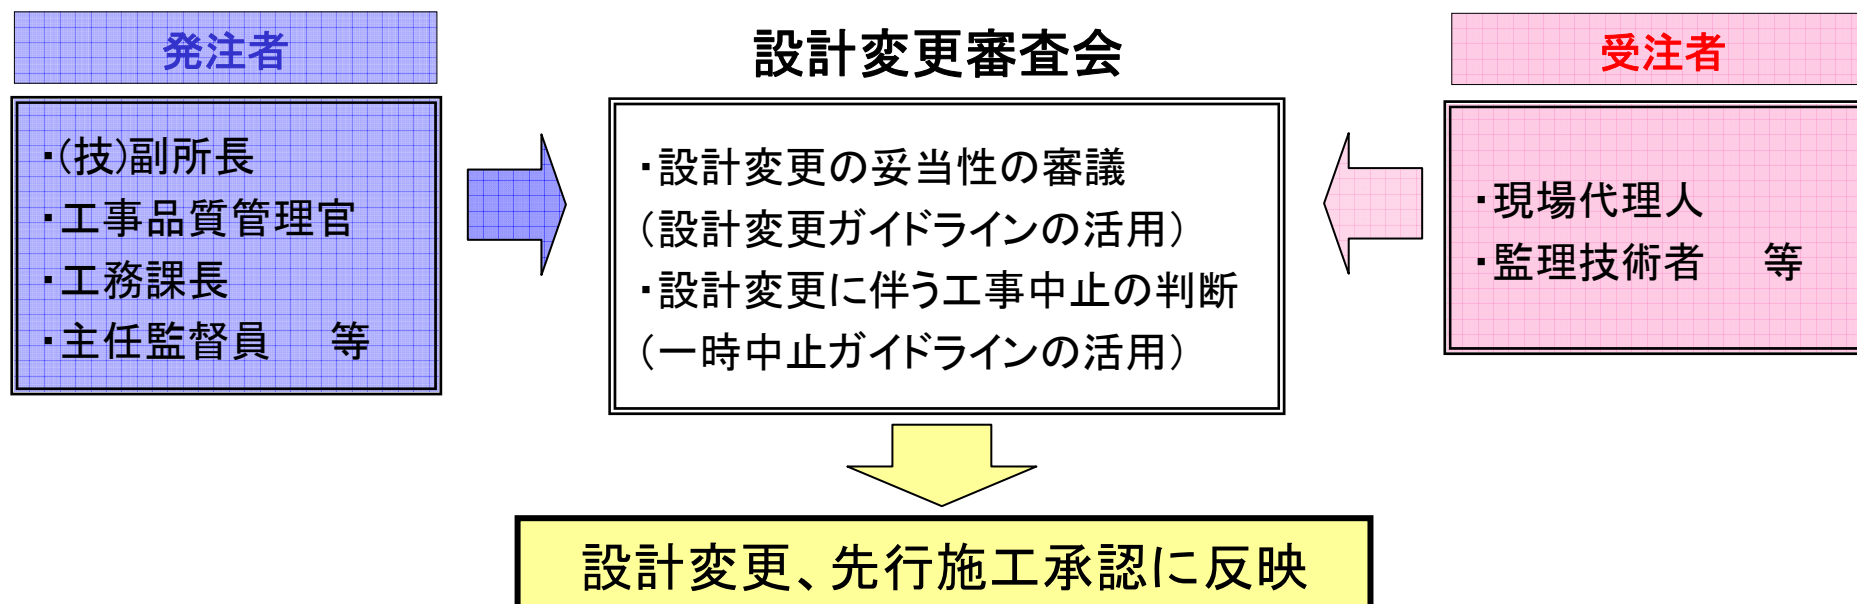 発注者
・(技)副所長
・工事品質管理官
・工務課長
・主任監督員　等
設計変更審査会
・設計変更の妥当性の審議
(設計変更ガイドラインの活用)
・設計変更に伴う工事中止の判断
(一時中止ガイドラインの活用)
受注者
・現場代理人
・監理技術者　等
設計変更、先行施工承認に反映